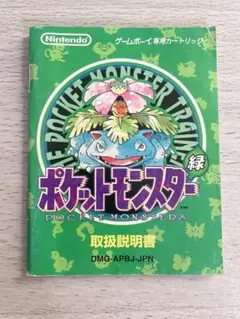 Nintendo
ゲームボーイ専用カートリッジ
THE POCKET MONSTER TRAINER
ポケットモンスター
緑
POCKET MONSTERS
取扱説明書
DMG-APBJ-JPN